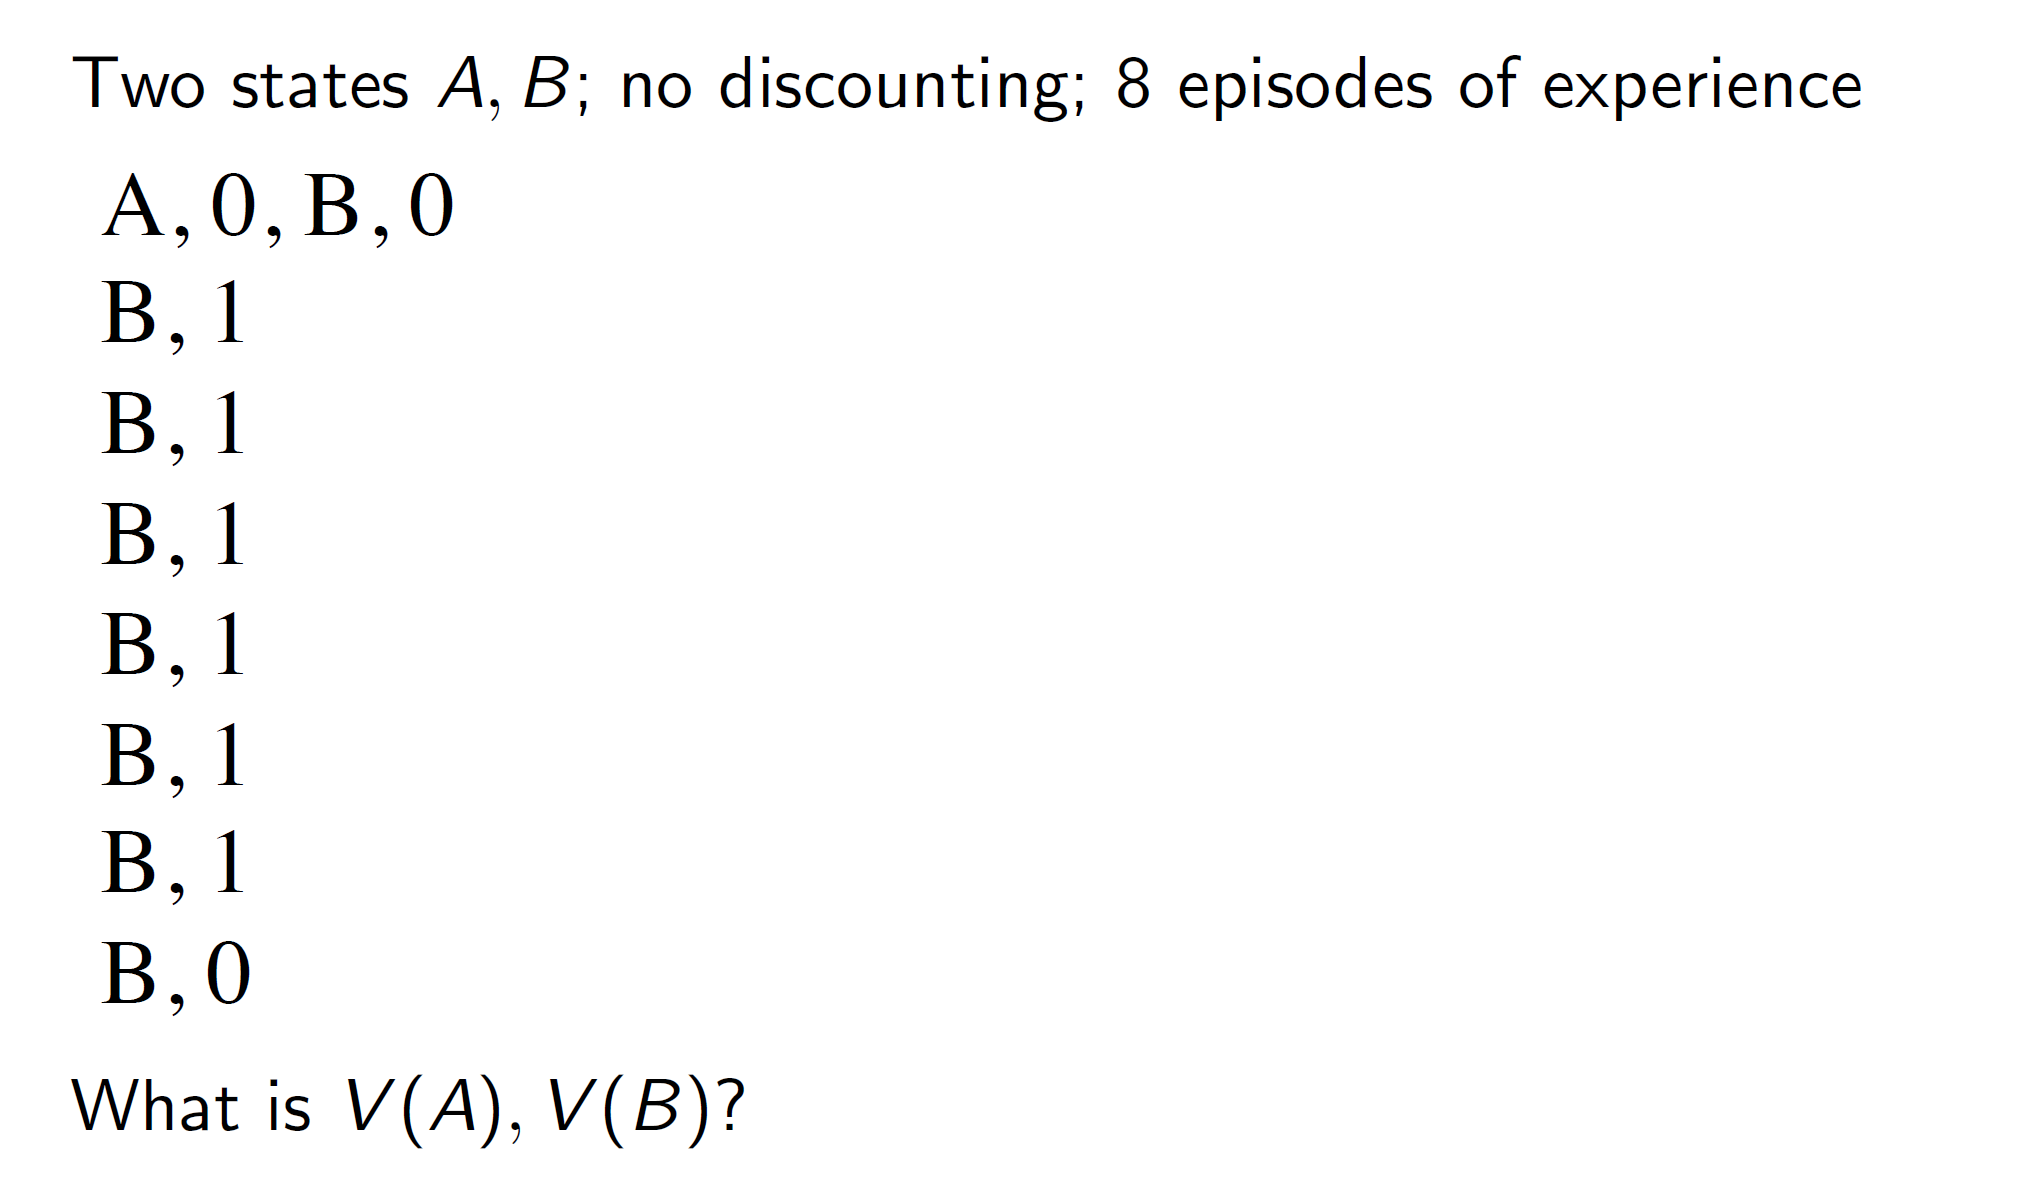 Two states A, B; no discounting; 8 episodes of experience
A, 0, B, 0
B, 1
B, 1
B, 1
B, 1
B, 1
B, 1
B, 0
What is V(A), V(B)?